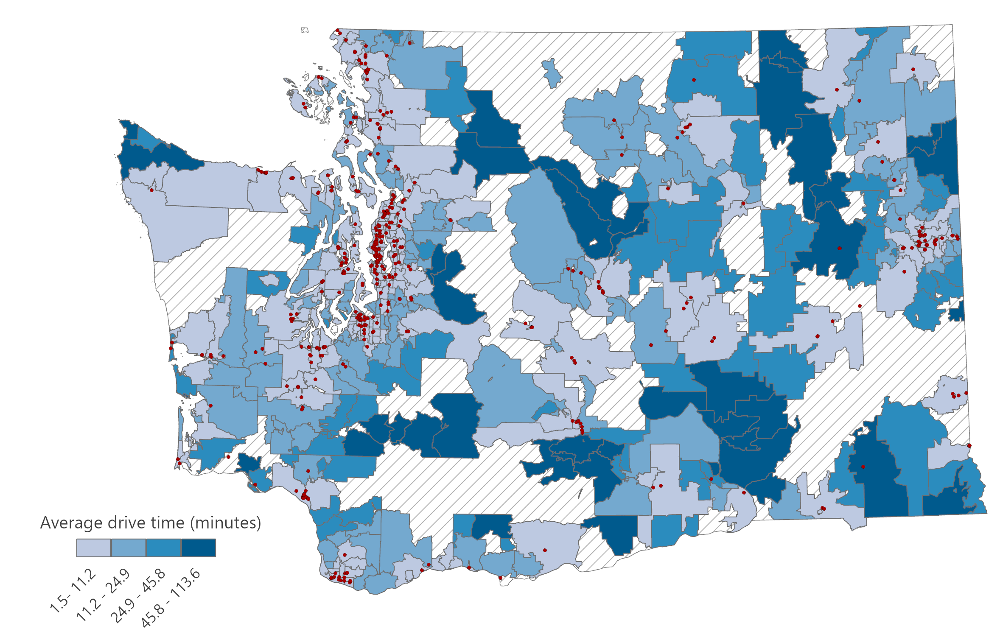 Average drive time (minutes)
1.5- 11.2
11.2 - 24.9
24.9 - 45.8
45.8 - 113.6